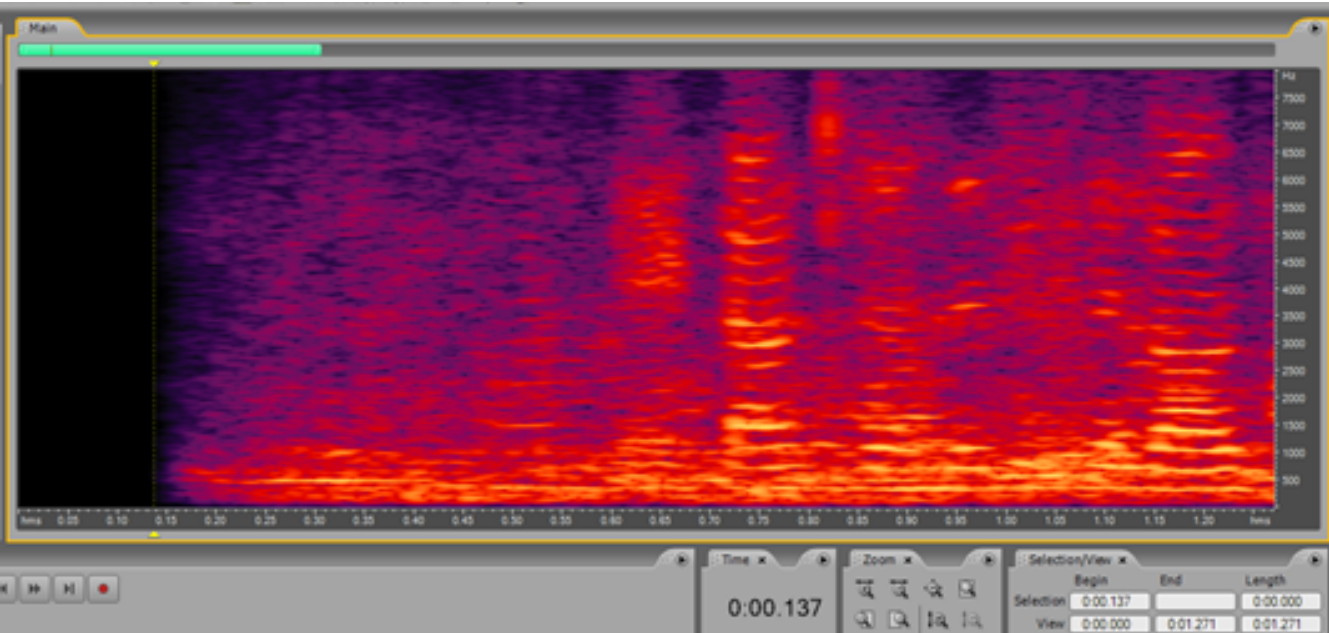 Main
Hz
7500
7000
6500
6000
5500
5000
4500
4000
3500
3000
2500
2000
1500
1000
500
hms 0.05 0.10 0.15 0.20 0.25 0.30 0.35 0.40 0.45 0.50 0.55 0.60 0.65 0.70 0.75 0.80 0.85 0.90 0.95 1.00 1.05 1.10 1.15 1.20 hms
Time x
Zoom x
Selection/View x
0:00.137
Begin End Length
Selection 0:00.137 0:00.000
View 0:00.000 0:01.271 0:01.271